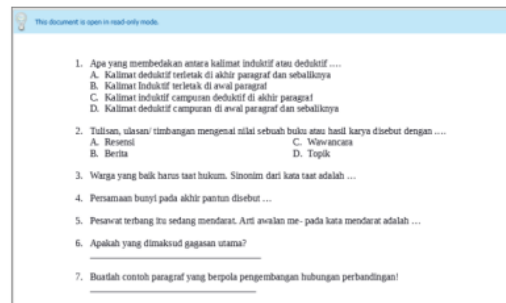 This document is open in read-only mode.
1. Apa yang membedakan antara kalimat induktif atau deduktif ....
A. Kalimat deduktif terletak di akhir paragraf dan sebaliknya
B. Kalimat Induktif terletak di awal paragraf
C. Kalimat induktif campuran deduktif di akhir paragraf
D. Kalimat deduktif campuran di awal paragraf dan sebaliknya
2. Tulisan, ulasan/ timbangan mengenai nilai sebuah buku atau hasil karya disebut dengan ....
A. Resensi C. Wawancara
B. Berita D. Topik
3. Warga yang baik harus taat hukum. Sinonim dari kata taat adalah ...
4. Persamaan bunyi pada akhir pantun disebut ...
5. Pesawat terbang itu sedang mendarat. Arti awalan me- pada kata mendarat adalah ...
6. Apakah yang dimaksud gagasan utama?
7. Buatlah contoh paragraf yang berpola pengembangan hubungan perbandingan!